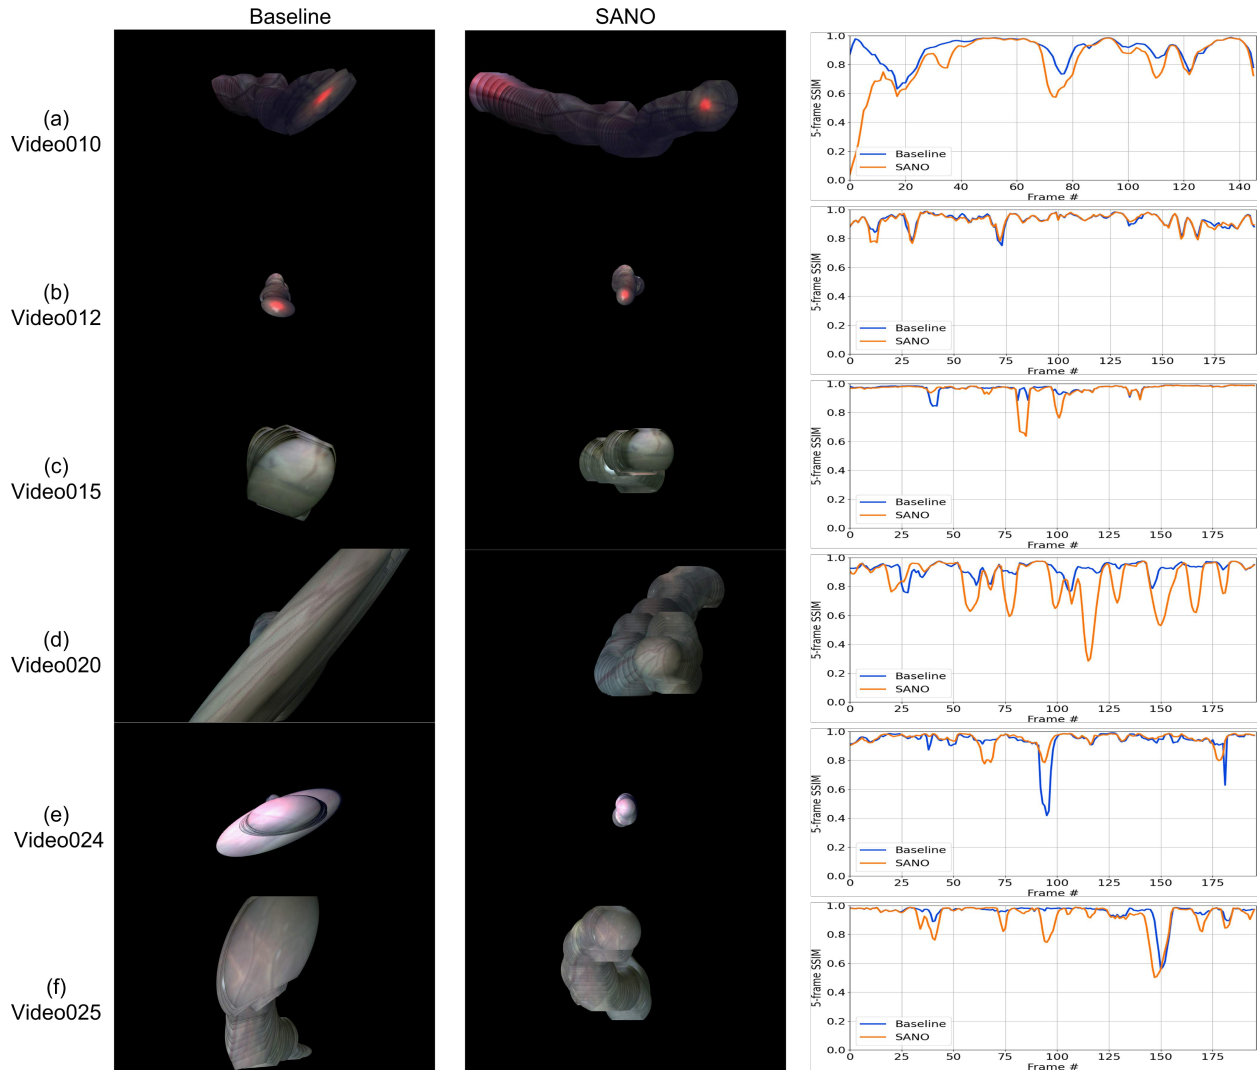 Baseline SANO
(a)
Video010
1.0
0.8
0.6
0.4
0.2
0.0
5-frame SSIM
Baseline
SANO
0 20 40 60 80 100 120 140
Frame #
(b)
Video012
1.0
0.8
0.6
0.4
0.2
0.0
5-frame SSIM
Baseline
SANO
0 25 50 75 100 125 150 175
Frame #
(c)
Video015
1.0
0.8
0.6
0.4
0.2
0.0
5-frame SSIM
Baseline
SANO
0 25 50 75 100 125 150 175
Frame #
(d)
Video020
1.0
0.8
0.6
0.4
0.2
0.0
5-frame SSIM
Baseline
SANO
0 25 50 75 100 125 150 175
Frame #
(e)
Video024
1.0
0.8
0.6
0.4
0.2
0.0
5-frame SSIM
Baseline
SANO
0 25 50 75 100 125 150 175
Frame #
(f)
Video025
1.0
0.8
0.6
0.4
0.2
0.0
5-frame SSIM
Baseline
SANO
0 25 50 75 100 125 150 175
Frame #